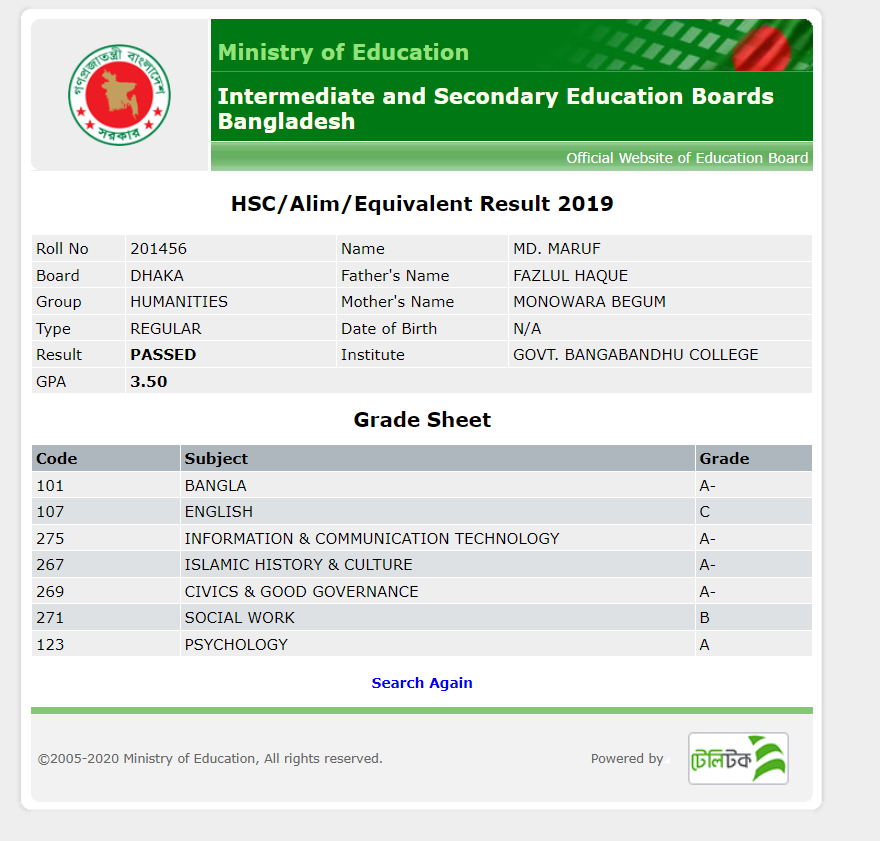 গণপ্রজাতন্ত্রী বাংলাদেশ
সরকার
Ministry of Education
Intermediate and Secondary Education Boards
Bangladesh
Official Website of Education Board
HSC/Alim/Equivalent Result 2019
Roll No 201456 Name MD. MARUF
Board DHAKA Father's Name FAZLUL HAQUE
Group HUMANITIES Mother's Name MONOWARA BEGUM
Type REGULAR Date of Birth N/A
Result PASSED Institute GOVT. BANGABANDHU COLLEGE
GPA 3.50
Grade Sheet
Code Subject Grade
101 BANGLA A-
107 ENGLISH C
275 INFORMATION & COMMUNICATION TECHNOLOGY A-
267 ISLAMIC HISTORY & CULTURE A-
269 CIVICS & GOOD GOVERNANCE A-
271 SOCIAL WORK B
123 PSYCHOLOGY A
Search Again
©2005-2020 Ministry of Education, All rights reserved. Powered by টেলিটক